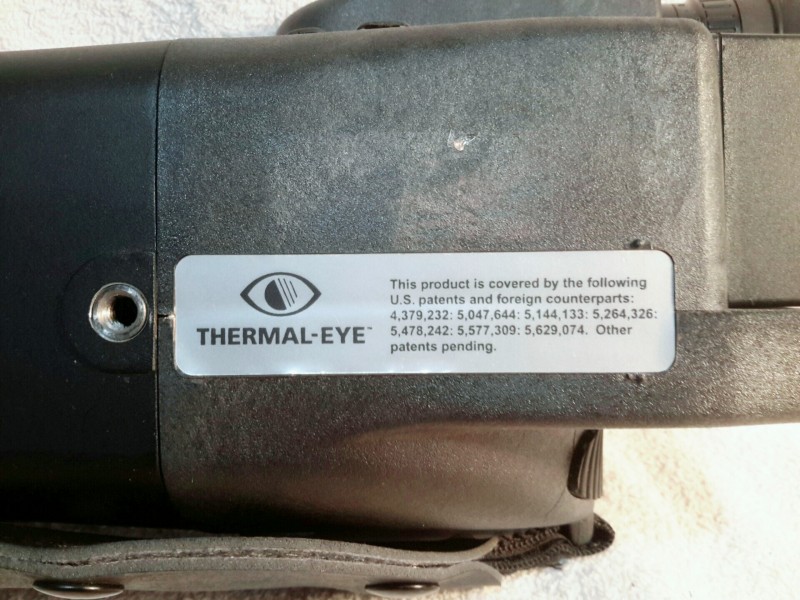 THERMAL-EYE™
This product is covered by the following
U.S. patents and foreign counterparts:
4,379,232: 5,047,644: 5,144,133: 5,264,326:
5,478,242: 5,577,309: 5,629,074. Other
patents pending.